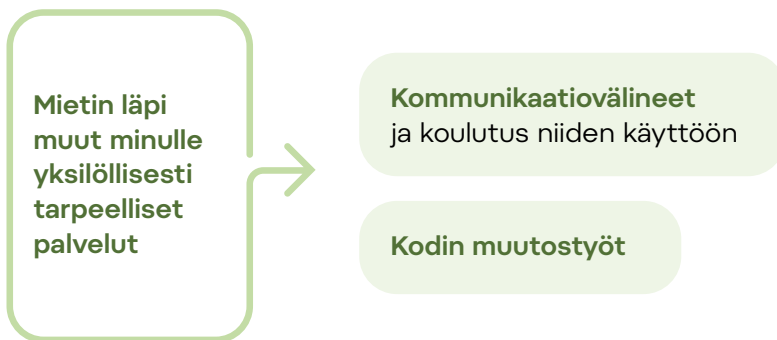 Mietin läpi
muut minulle
yksilöllisesti
tarpeelliset
palvelut
Kommunikaatiovälineet
ja koulutus niiden käyttöön
Kodin muutostyöt